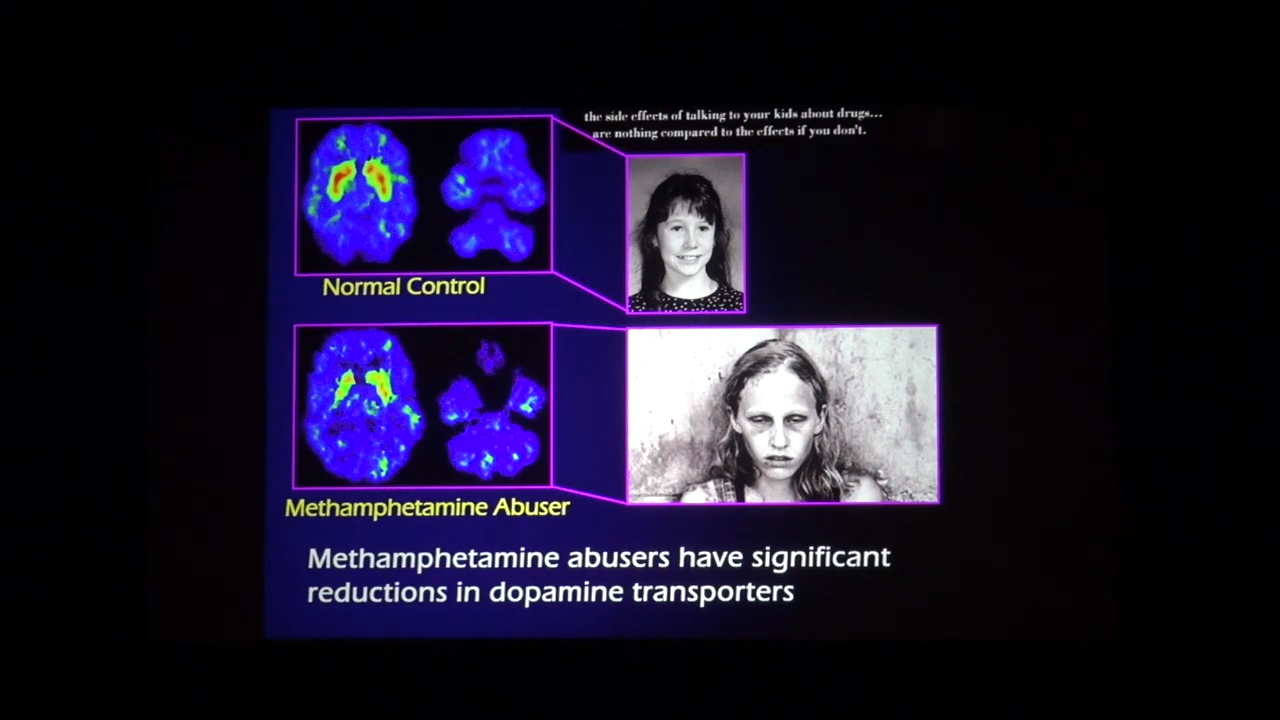 the side effects of talking to your kids about drugs...
are nothing compared to the effects if you don't.
Normal Control
Methamphetamine Abuser
Methamphetamine abusers have significant
reductions in dopamine transporters